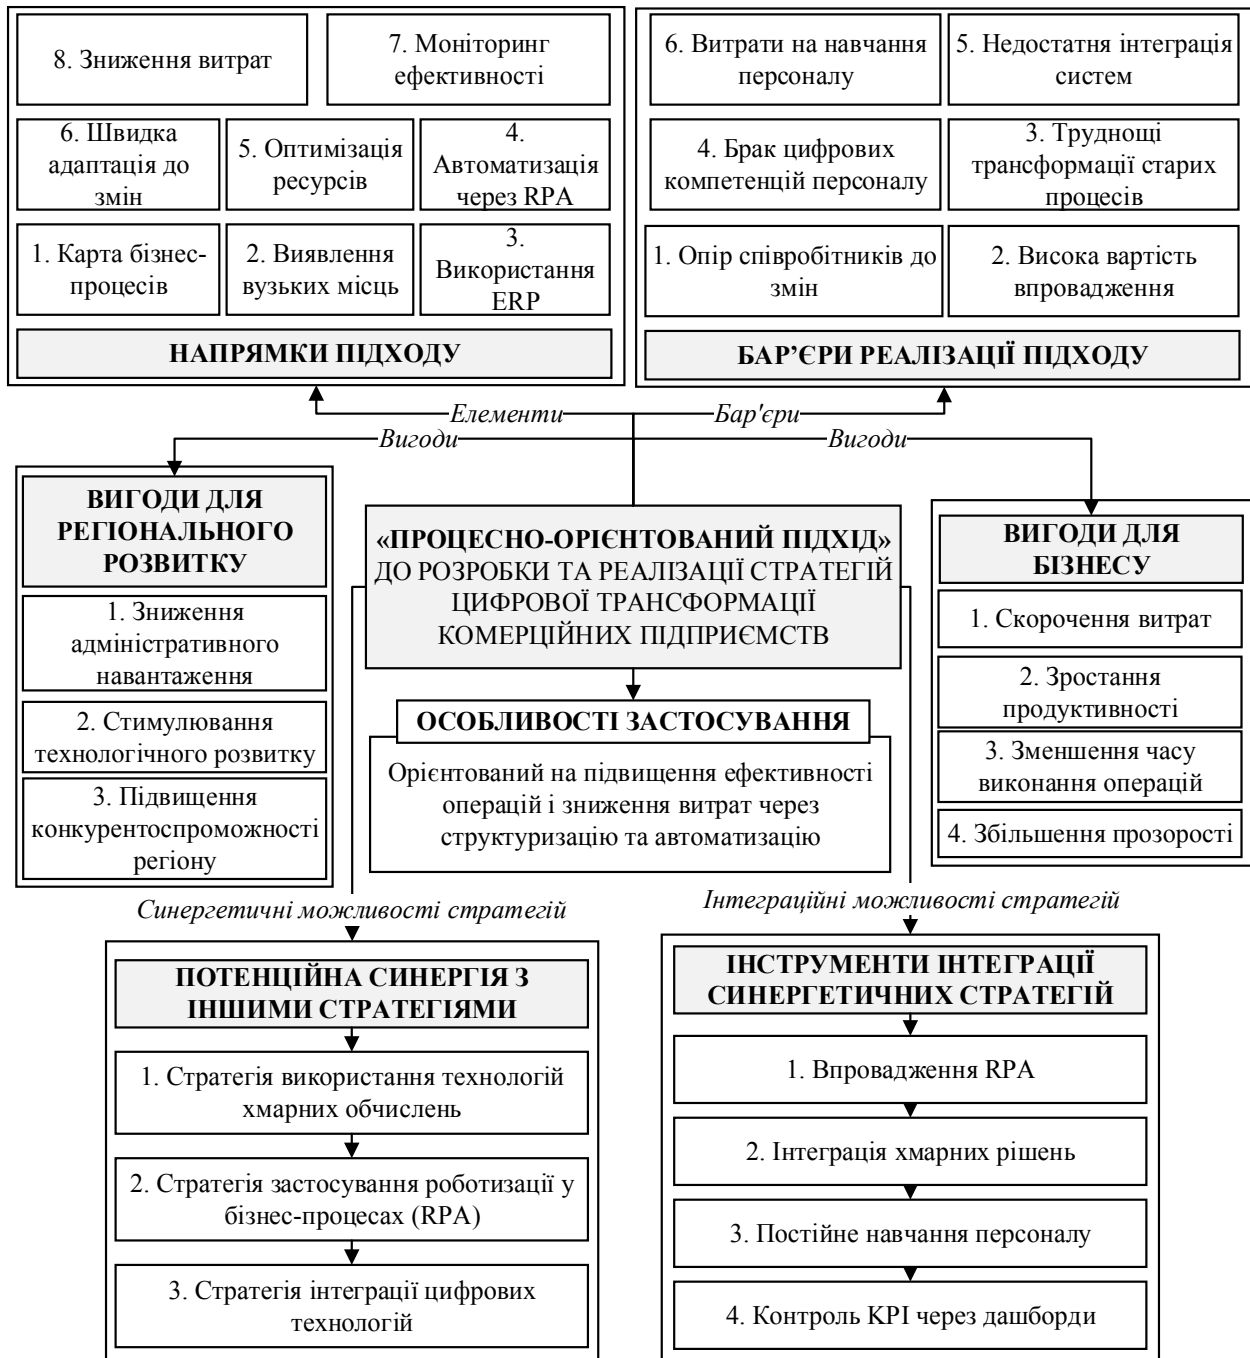 8. Зниження витрат
7. Моніторинг
ефективності
6. Швидка
адаптація до
змін
5. Оптимізація
ресурсів
4.
Автоматизація
через RPA
1. Карта бізнес-
процесів
2. Виявлення
вузьких місць
3.
Використання
ERP
НАПРЯМКИ ПІДХОДУ
6. Витрати на навчання
персоналу
5. Недостатня інтеграція
систем
4. Брак цифрових
компетенцій персоналу
3. Труднощі
трансформації старих
процесів
1. Опір співробітників до
змін
2. Висока вартість
впровадження
БАР’ЄРИ РЕАЛІЗАЦІЇ ПІДХОДУ
Елементи
Бар'єри
Вигоди
Вигоди
ВИГОДИ ДЛЯ
РЕГІОНАЛЬНОГО
РОЗВИТКУ
1. Зниження
адміністративного
навантаження
2. Стимулювання
технологічного розвитку
3. Підвищення
конкурентоспроможності
регіону
«ПРОЦЕСНО-ОРІЄНТОВАНИЙ ПІДХІД»
ДО РОЗРОБКИ ТА РЕАЛІЗАЦІЇ СТРАТЕГІЙ
ЦИФРОВОЇ ТРАНСФОРМАЦІЇ
КОМЕРЦІЙНИХ ПІДПРИЄМСТВ
ОСОБЛИВОСТІ ЗАСТОСУВАННЯ
Орієнтований на підвищення ефективності
операцій і зниження витрат через
структуризацію та автоматизацію
ВИГОДИ ДЛЯ
БІЗНЕСУ
1. Скорочення витрат
2. Зростання
продуктивності
3. Зменшення часу
виконання операцій
4. Збільшення прозорості
Синергетичні можливості стратегій
Інтеграційні можливості стратегій
ПОТЕНЦІЙНА СИНЕРГІЯ З
ІНШИМИ СТРАТЕГІЯМИ
1. Стратегія використання технологій
хмарних обчислень
2. Стратегія застосування роботизації у
бізнес-процесах (RPA)
3. Стратегія інтеграції цифрових
технологій
ІНСТРУМЕНТИ ІНТЕГРАЦІЇ
СИНЕРГЕТИЧНИХ СТРАТЕГІЙ
1. Впровадження RPA
2. Інтеграція хмарних рішень
3. Постійне навчання персоналу
4. Контроль KPI через дашборди